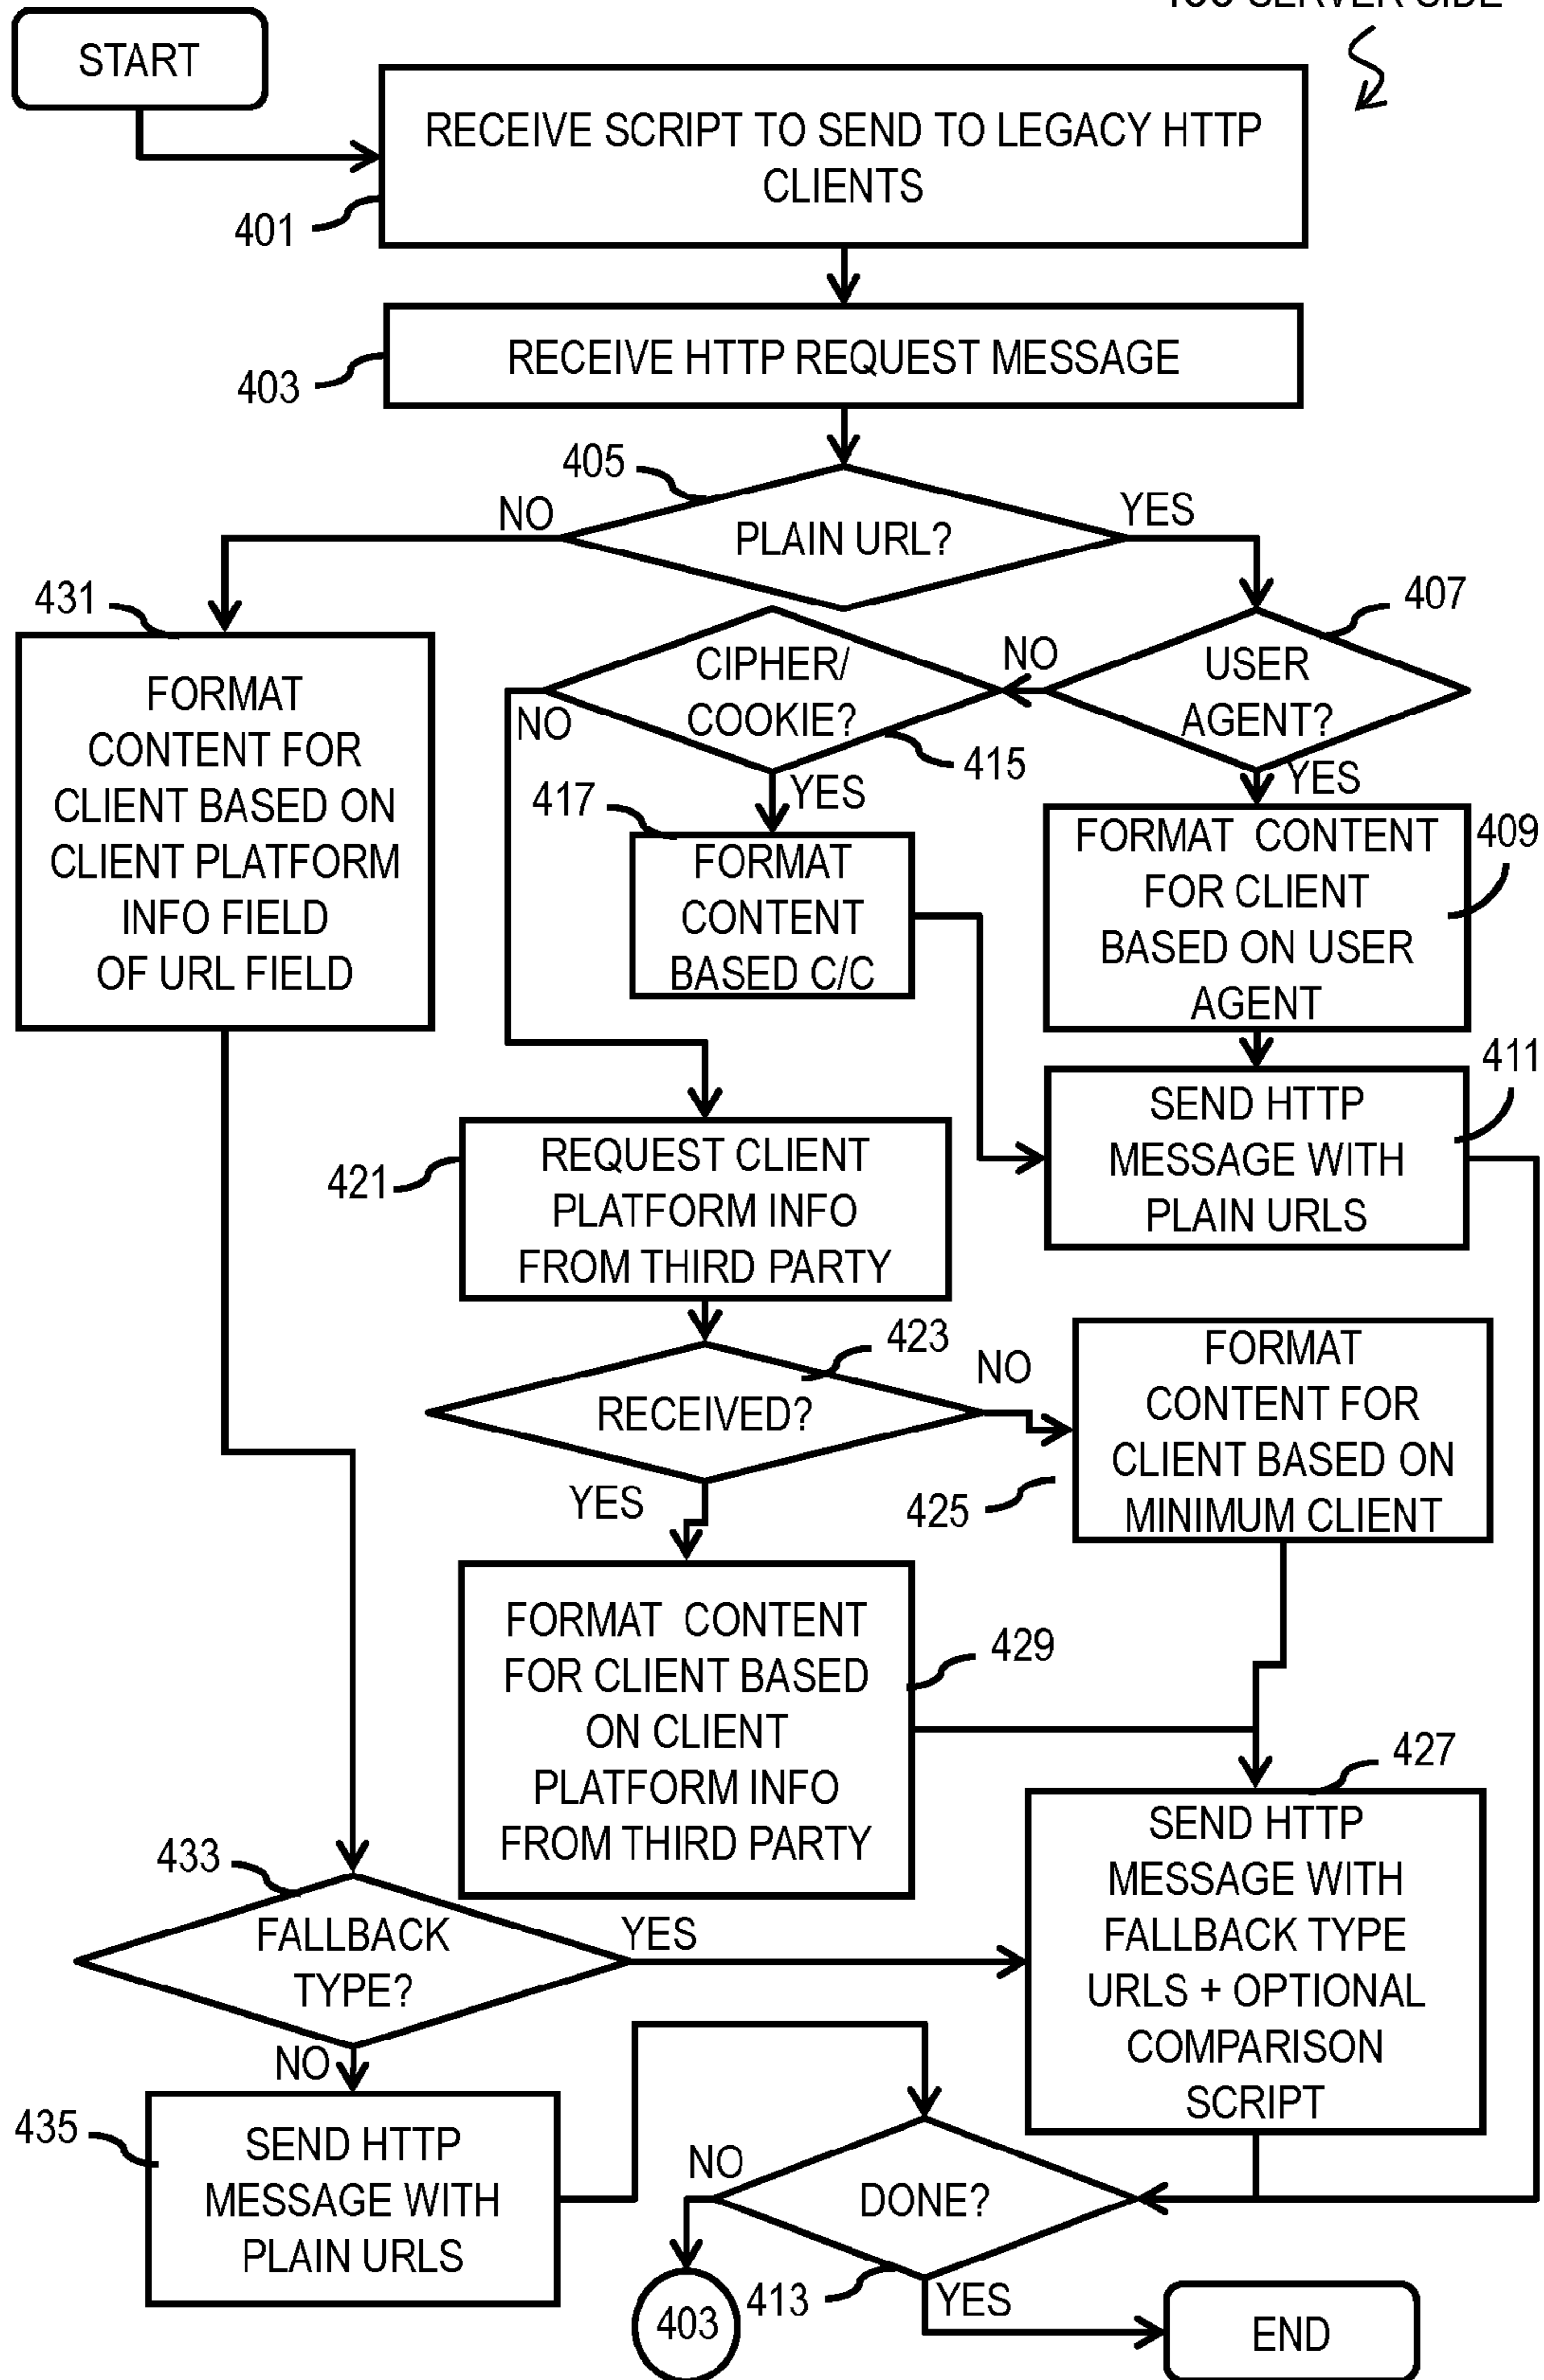 SERVER SIDE
START
RECEIVE SCRIPT TO SEND TO LEGACY HTTP
CLIENTS
401
RECEIVE HTTP REQUEST MESSAGE
403
405
NO
YES
PLAIN URL?
431
407
FORMAT
CONTENT FOR
CLIENT BASED ON
CLIENT PLATFORM
INFO FIELD
OF URL FIELD
CIPHER/
COOKIE?
NO
USER
AGENT?
NO
415
YES
YES
417
FORMAT
CONTENT
BASED C/C
FORMAT CONTENT
FOR CLIENT
BASED ON USER
AGENT
409
411
SEND HTTP
MESSAGE WITH
PLAIN URLS
REQUEST CLIENT
PLATFORM INFO
FROM THIRD PARTY
421
423
NO
RECEIVED?
FORMAT
CONTENT FOR
CLIENT BASED ON
MINIMUM CLIENT
YES
425
FORMAT CONTENT
FOR CLIENT BASED
ON CLIENT
PLATFORM INFO
FROM THIRD PARTY
429
427
433
FALLBACK
TYPE?
YES
SEND HTTP
MESSAGE WITH
FALLBACK TYPE
URLS + OPTIONAL
COMPARISON
SCRIPT
NO
435
SEND HTTP
MESSAGE WITH
PLAIN URLS
NO
DONE?
403
413
YES
END